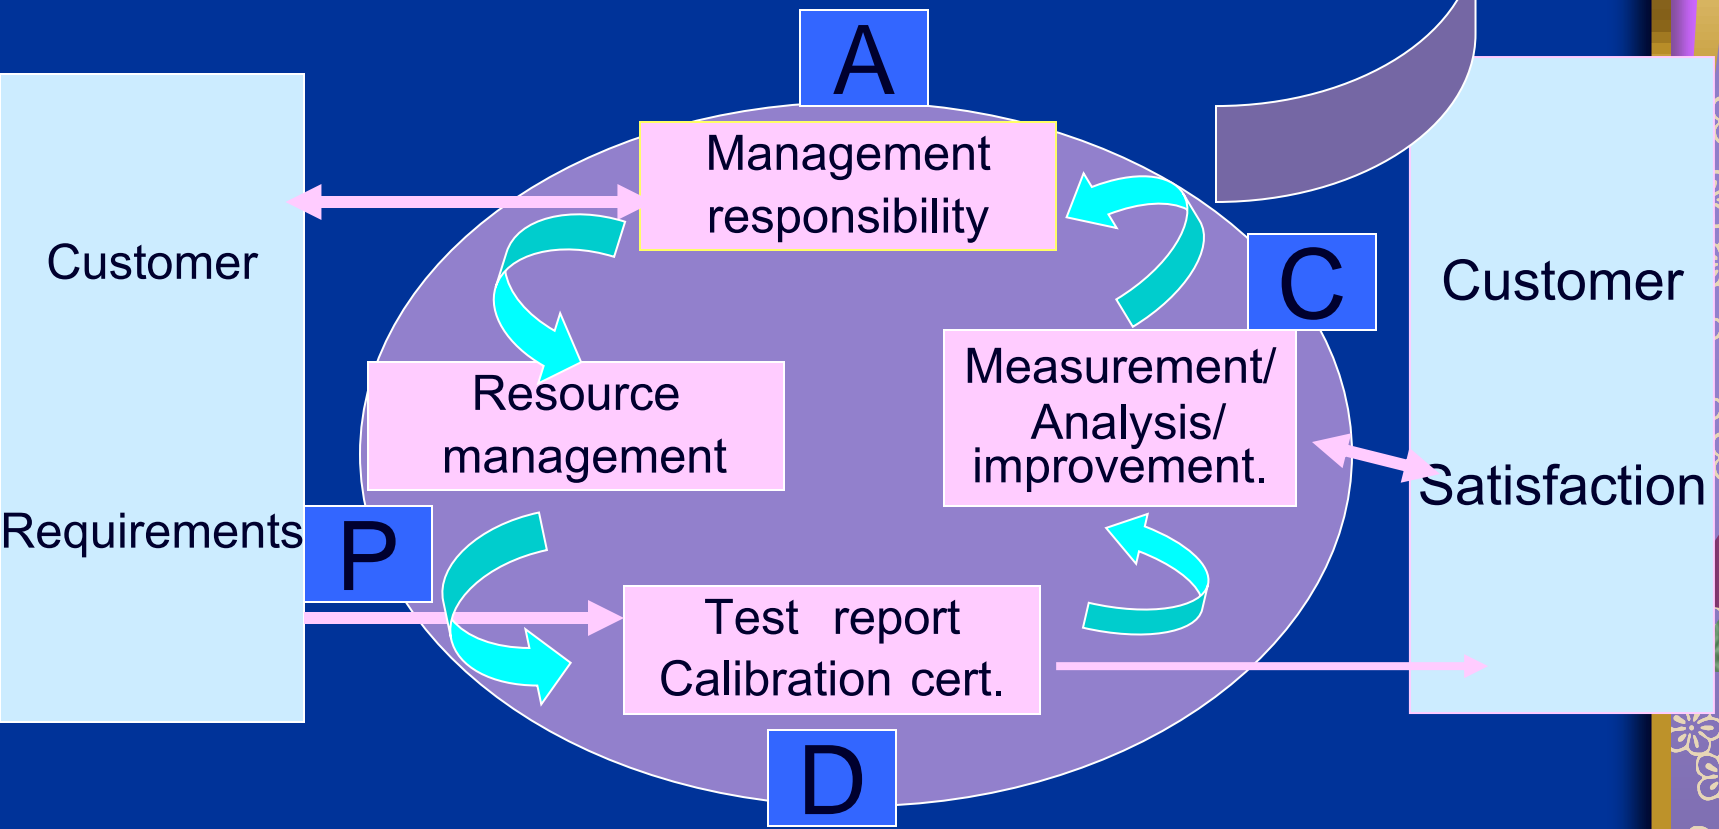 A
Management
responsibility
Customer
Requirements
P
Resource
management
C
Measurement/
Analysis/
improvement.
Customer
Satisfaction
Test report
Calibration cert.
D